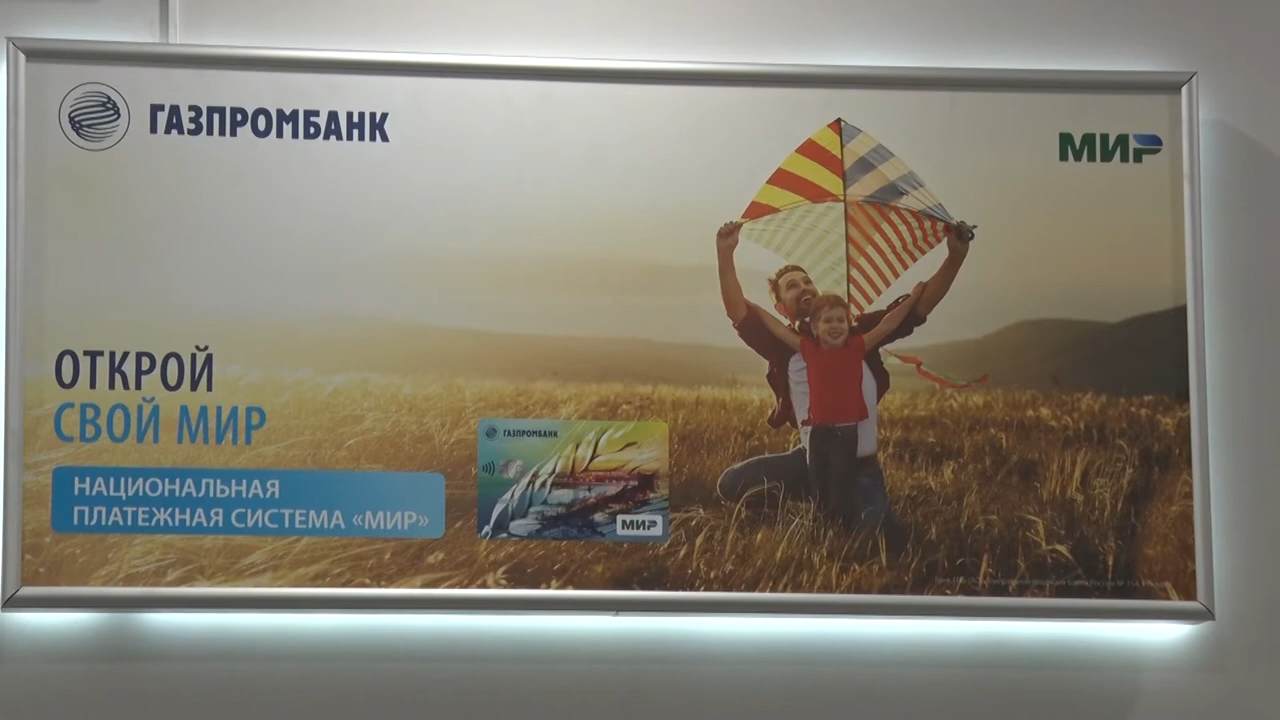 ГАЗПРОМБАНК
МИР
ОТКРОЙ
СВОЙ МИР
ГАЗПРОМБАНК
МИР
НАЦИОНАЛЬНАЯ
ПЛАТЕЖНАЯ СИСТЕМА «МИР»